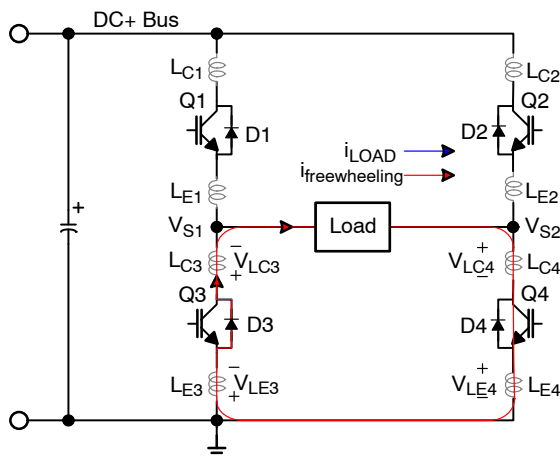 DC+ Bus
LC1
LC2
Q1
Q2
D1
D2
iLOAD
ifreewheeling
LE1
LE2
VS1
Load
VS2
+
−
+
LC3
VLC3
VLC4
LC4
+
−
Q3
Q4
D3
D4
−
+
LE3
VLE3
VLE4
LE4
+
−